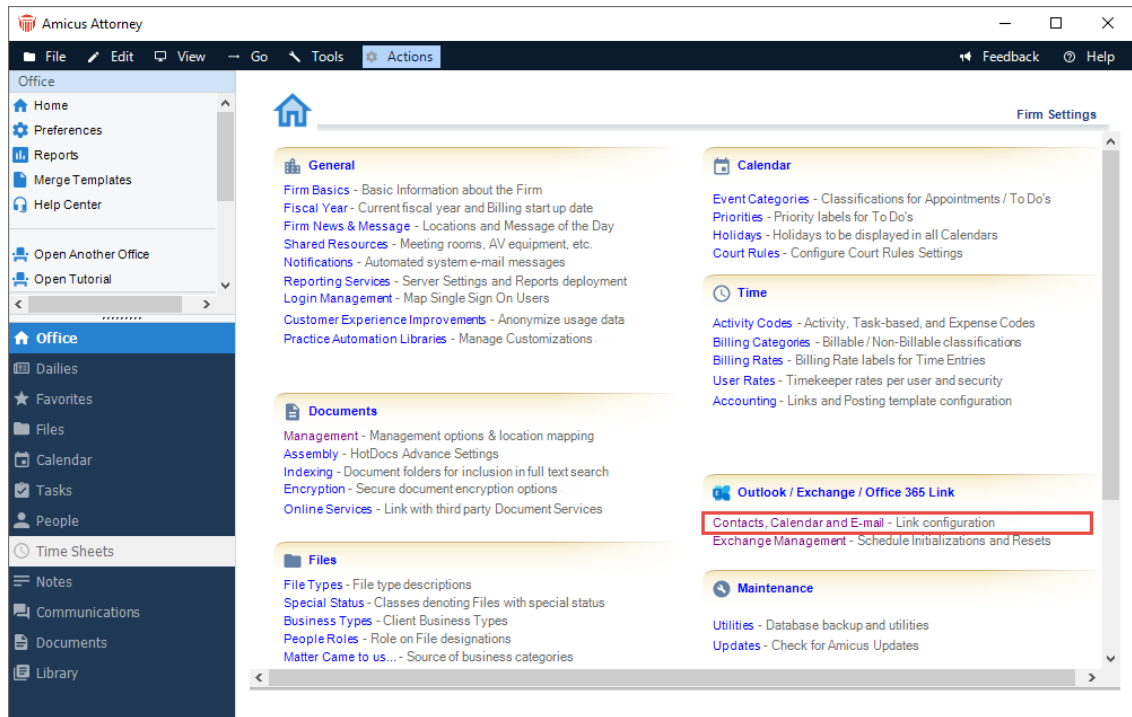 Amicus Attorney
File Edit View Go Tools Actions Feedback Help
Office
Home
Preferences
Reports
Merge Templates
Help Center
Open Another Office
Open Tutorial
Office
Dailies
Favorites
Files
Calendar
Tasks
People
Time Sheets
Notes
Communications
Documents
Library
Firm Settings
General
Firm Basics - Basic Information about the Firm
Fiscal Year - Current fiscal year and Billing start up date
Firm News & Message - Locations and Message of the Day
Shared Resources - Meeting rooms, AV equipment, etc.
Notifications - Automated system e-mail messages
Reporting Services - Server Settings and Reports deployment
Login Management - Map Single Sign On Users
Customer Experience Improvements - Anonymize usage data
Practice Automation Libraries - Manage Customizations
Documents
Management - Management options & location mapping
Assembly - HotDocs Advance Settings
Indexing - Document folders for inclusion in full text search
Encryption - Secure document encryption options
Online Services - Link with third party Document Services
Files
File Types - File type descriptions
Special Status - Classes denoting Files with special status
Business Types - Client Business Types
People Roles - Role on File designations
Matter Came to us... - Source of business categories
Calendar
Event Categories - Classifications for Appointments / To Do's
Priorities - Priority labels for To Do's
Holidays - Holidays to be displayed in all Calendars
Court Rules - Configure Court Rules Settings
Time
Activity Codes - Activity, Task-based, and Expense Codes
Billing Categories - Billable / Non-Billable classifications
Billing Rates - Billing Rate labels for Time Entries
User Rates - Timekeeper rates per user and security
Accounting - Links and Posting template configuration
Outlook / Exchange / Office 365 Link
Contacts, Calendar and E-mail - Link configuration
Exchange Management - Schedule Initializations and Resets
Maintenance
Utilities - Database backup and utilities
Updates - Check for Amicus Updates